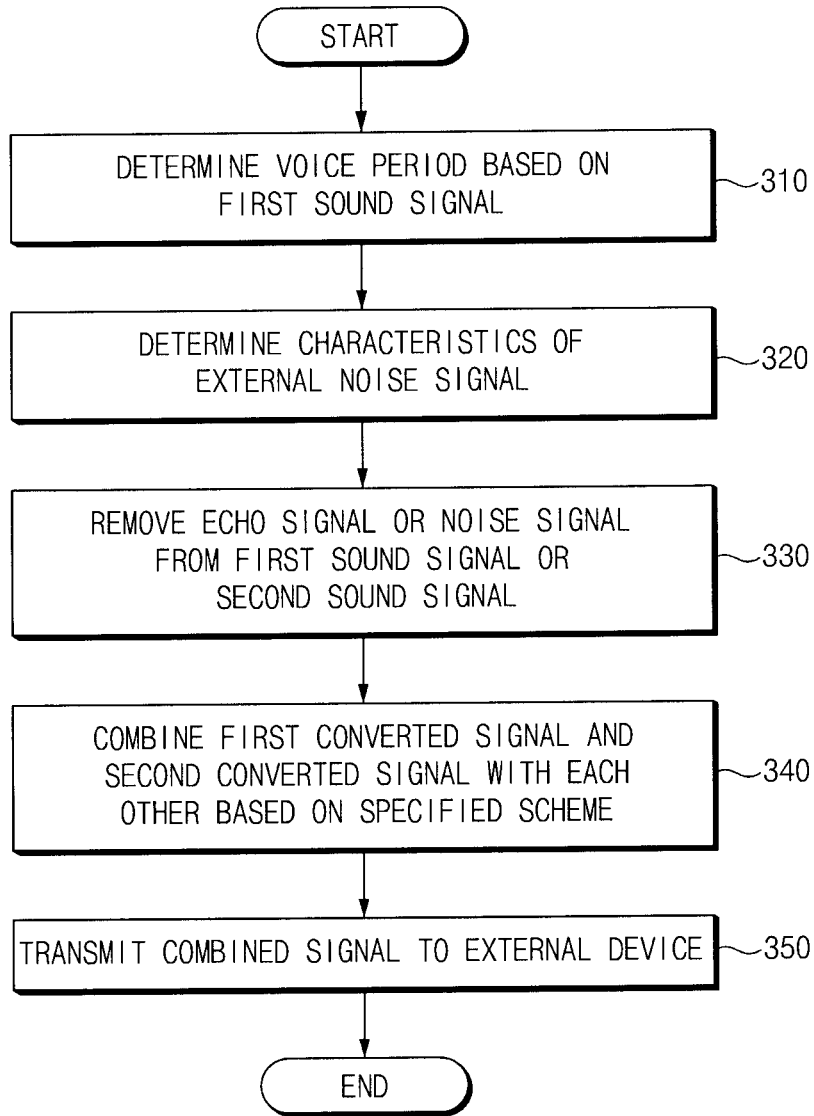 START
DETERMINE VOICE PERIOD BASED ON
FIRST SOUND SIGNAL
310
DETERMINE CHARACTERISTICS OF
EXTERNAL NOISE SIGNAL
320
REMOVE ECHO SIGNAL OR NOISE SIGNAL
FROM FIRST SOUND SIGNAL OR
SECOND SOUND SIGNAL
330
COMBINE FIRST CONVERTED SIGNAL AND
SECOND CONVERTED SIGNAL WITH EACH
OTHER BASED ON SPECIFIED SCHEME
340
TRANSMIT COMBINED SIGNAL TO EXTERNAL DEVICE
350
END